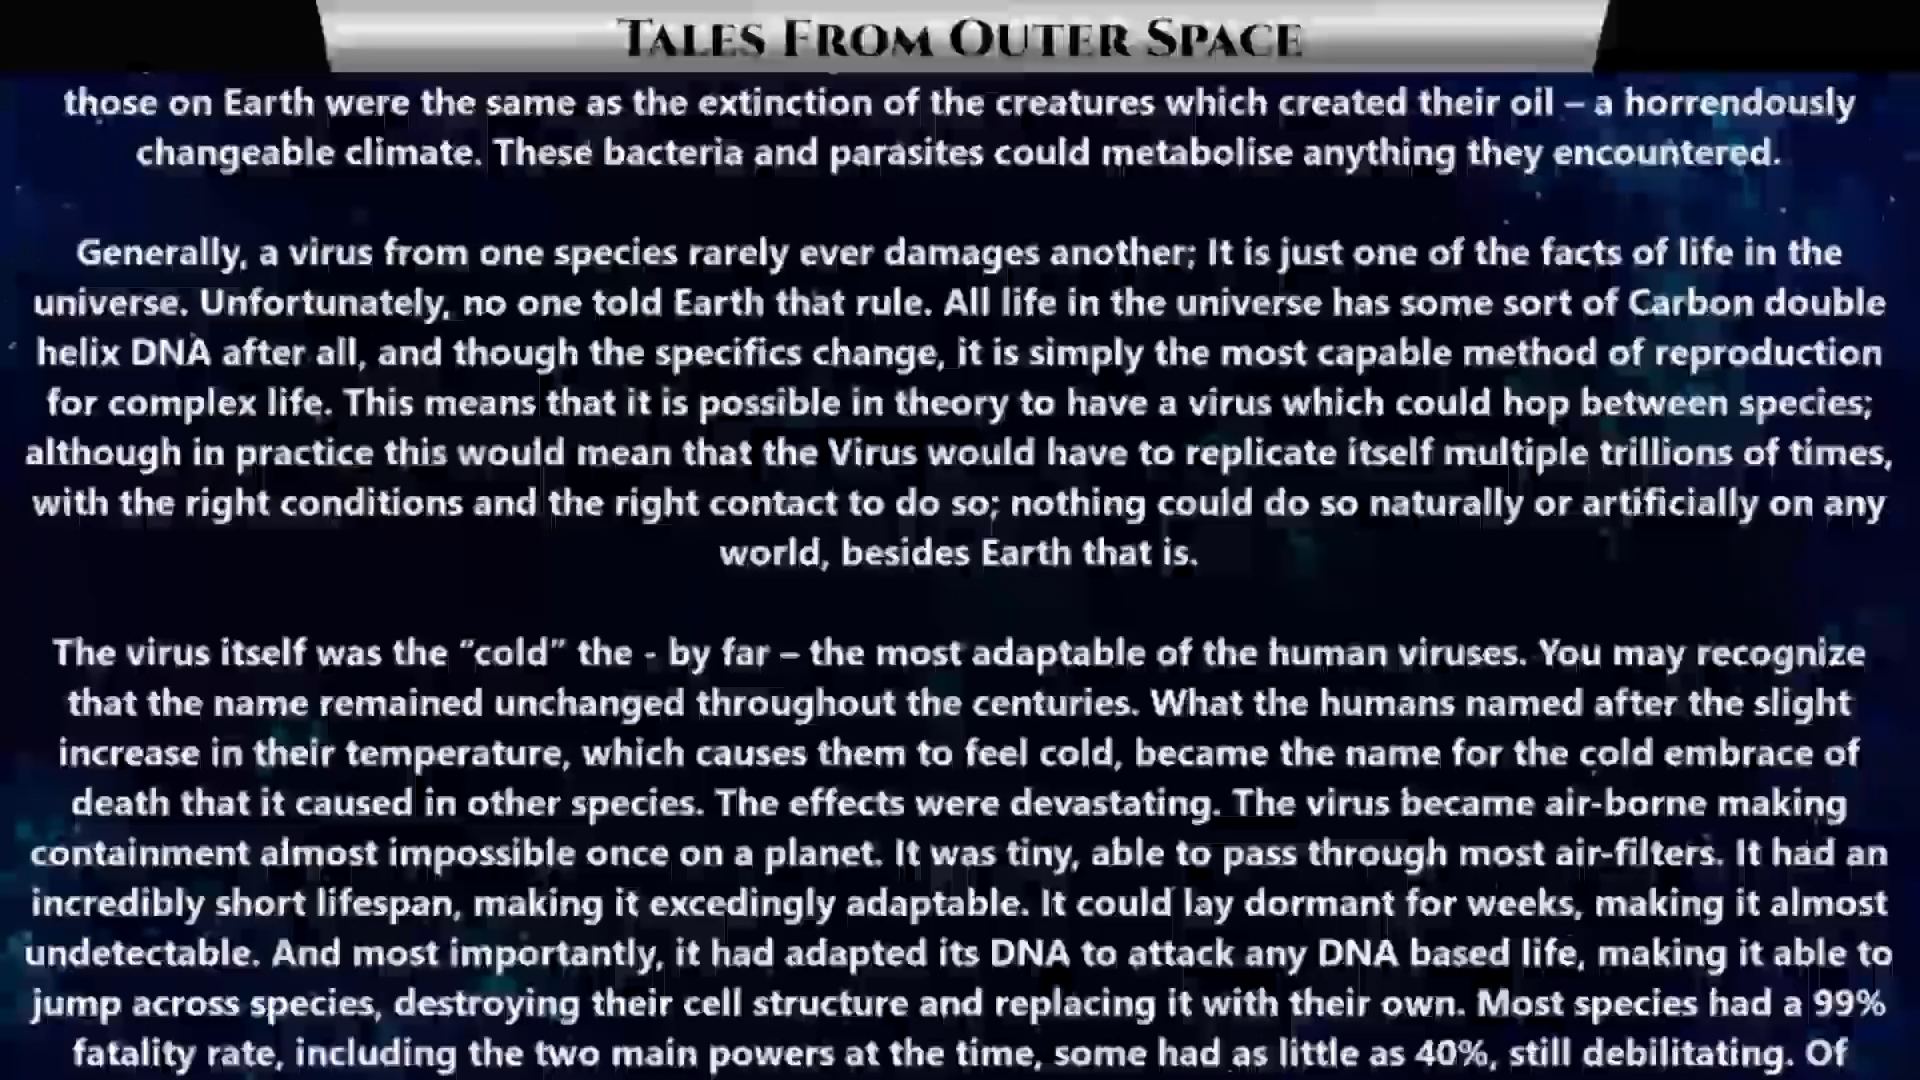 Tales From Outer Space
those on Earth were the same as the extinction of the creatures which created their oil – a horrendously
changeable climate. These bacteria and parasites could metabolise anything they encountered.
Generally, a virus from one species rarely ever damages another; It is just one of the facts of life in the
universe. Unfortunately, no one told Earth that rule. All life in the universe has some sort of Carbon double
helix DNA after all, and though the specifics change, it is simply the most capable method of reproduction
for complex life. This means that it is possible in theory to have a virus which could hop between species;
although in practice this would mean that the Virus would have to replicate itself multiple trillions of times,
with the right conditions and the right contact to do so; nothing could do so naturally or artificially on any
world, besides Earth that is.
The virus itself was the “cold” the - by far – the most adaptable of the human viruses. You may recognize
that the name remained unchanged throughout the centuries. What the humans named after the slight
increase in their temperature, which causes them to feel cold, became the name for the cold embrace of
death that it caused in other species. The effects were devastating. The virus became air-borne making
containment almost impossible once on a planet. It was tiny, able to pass through most air-filters. It had an
incredibly short lifespan, making it excedingly adaptable. It could lay dormant for weeks, making it almost
undetectable. And most importantly, it had adapted its DNA to attack any DNA based life, making it able to
jump across species, destroying their cell structure and replacing it with their own. Most species had a 99%
fatality rate, including the two main powers at the time, some had as little as 40%, still debilitating. Of